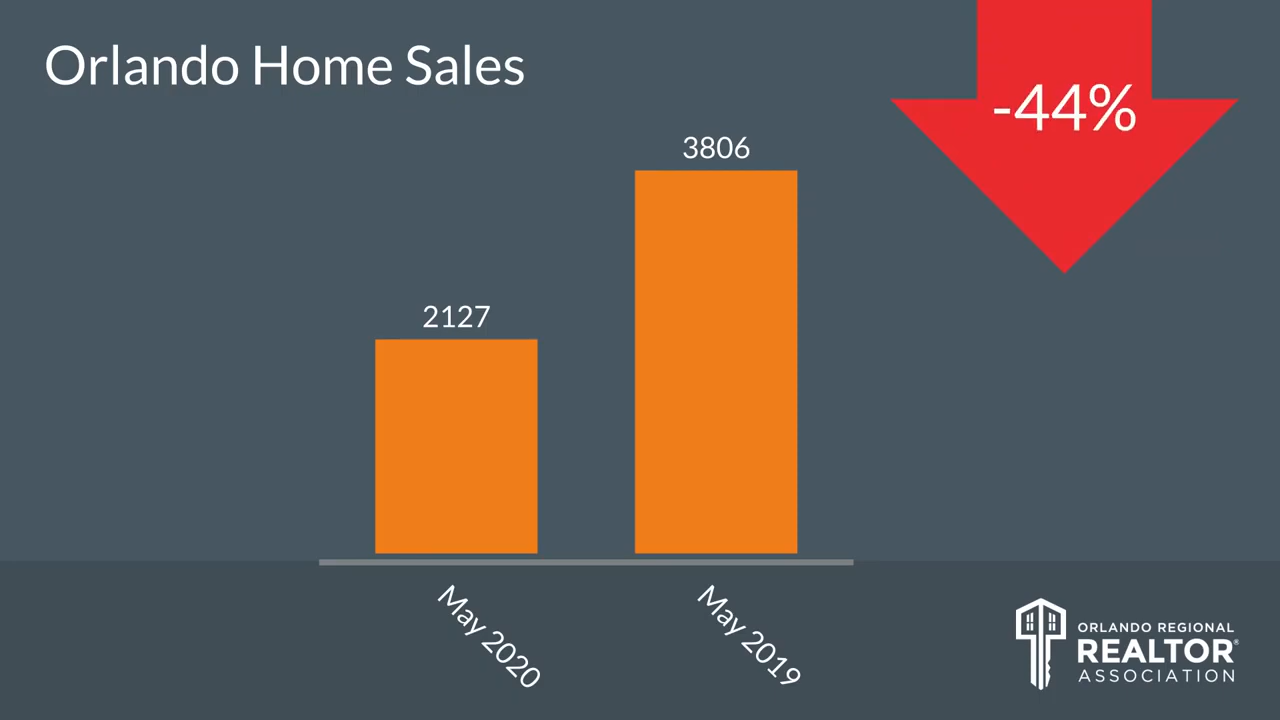 Orlando Home Sales
-44%
3806
2127
May 2020
May 2019
ORLANDO REGIONAL
REALTOR®
ASSOCIATION